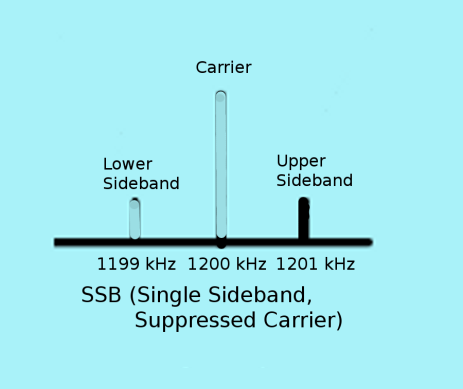 Carrier
Lower
Sideband
Upper
Sideband
1199 kHz 1200 kHz 1201 kHz
SSB (Single Sideband,
Suppressed Carrier)